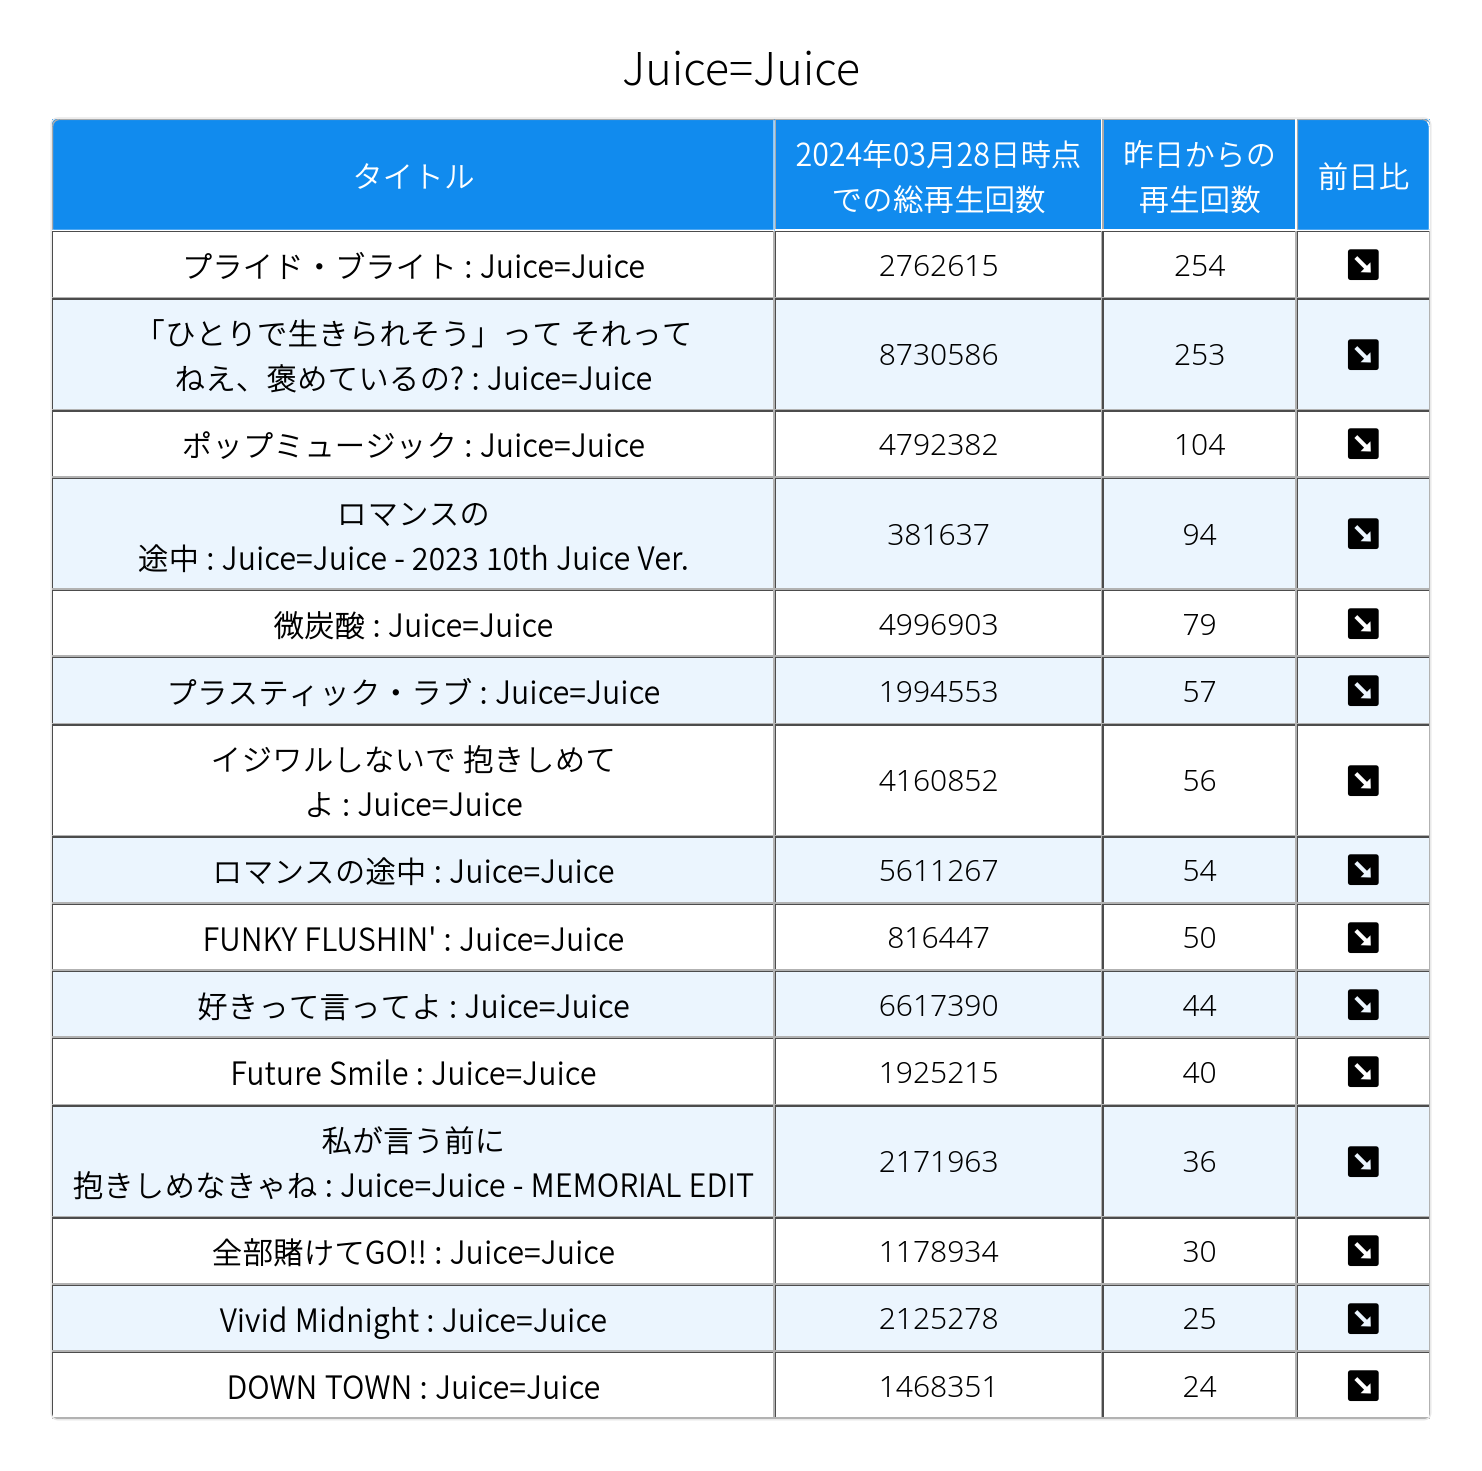 Juice=Juice
タイトル
2024年03月28日時点
での総再生回数
昨日からの
再生回数
前日比
プライド・ブライト : Juice=Juice
2762615
254
「ひとりで生きられそう」って それって
ねえ、褒めているの? : Juice=Juice
8730586
253
ポップミュージック : Juice=Juice
4792382
104
ロマンスの
途中 : Juice=Juice - 2023 10th Juice Ver.
381637
94
微炭酸 : Juice=Juice
4996903
79
プラスティック・ラブ : Juice=Juice
1994553
57
イジワルしないで 抱きしめて
よ : Juice=Juice
4160852
56
ロマンスの途中 : Juice=Juice
5611267
54
FUNKY FLUSHIN' : Juice=Juice
816447
50
好きって言ってよ : Juice=Juice
6617390
44
Future Smile : Juice=Juice
1925215
40
私が言う前に
抱きしめなきゃね : Juice=Juice - MEMORIAL EDIT
2171963
36
全部賭けてGO!! : Juice=Juice
1178934
30
Vivid Midnight : Juice=Juice
2125278
25
DOWN TOWN : Juice=Juice
1468351
24